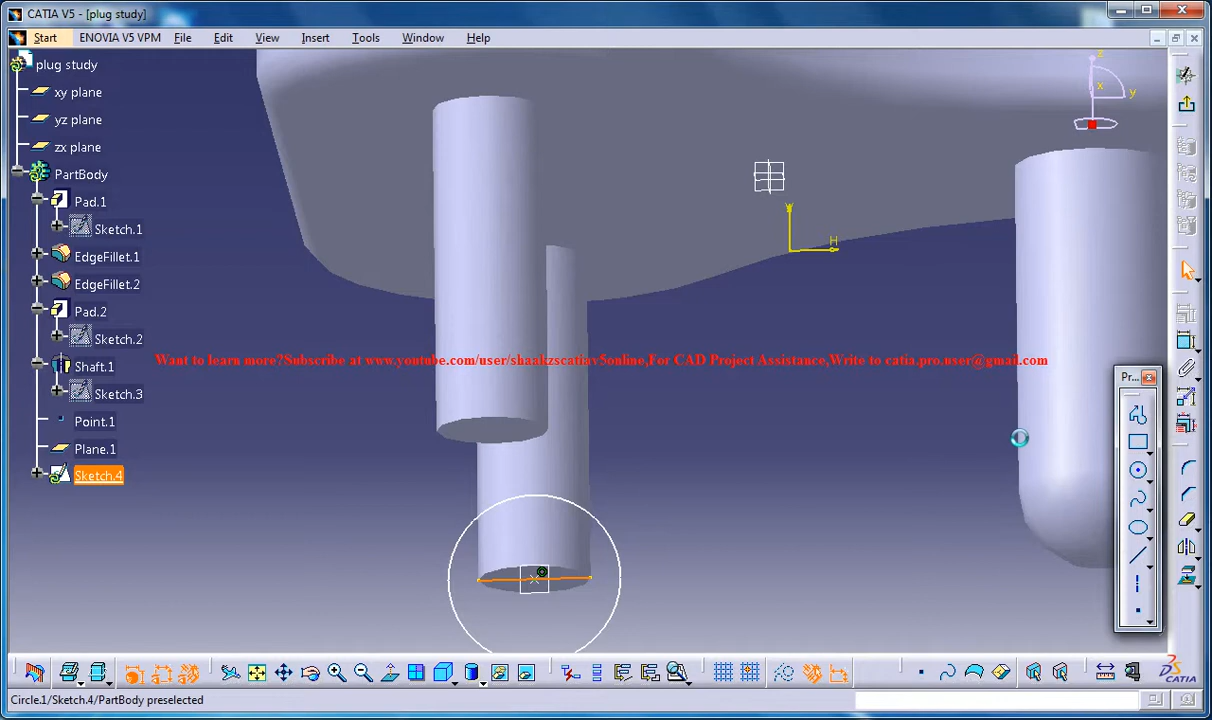 CATIA V5 - [plug study]
Start ENOVIA V5 VPM File Edit View Insert Tools Window Help
plug study
xy plane
yz plane
zx plane
PartBody
Pad.1
Sketch.1
EdgeFillet.1
EdgeFillet.2
Pad.2
Sketch.2
Shaft.1
Sketch.3
Point.1
Plane.1
Sketch.4
z
x
y
V
H
Want to learn more?Subscribe at www.youtube.com/user/shaakzscatiav5online,For CAD Project Assistance,Write to catia.pro.user@gmail.com
Pr...
CATIA
Circle.1/Sketch.4/PartBody preselected